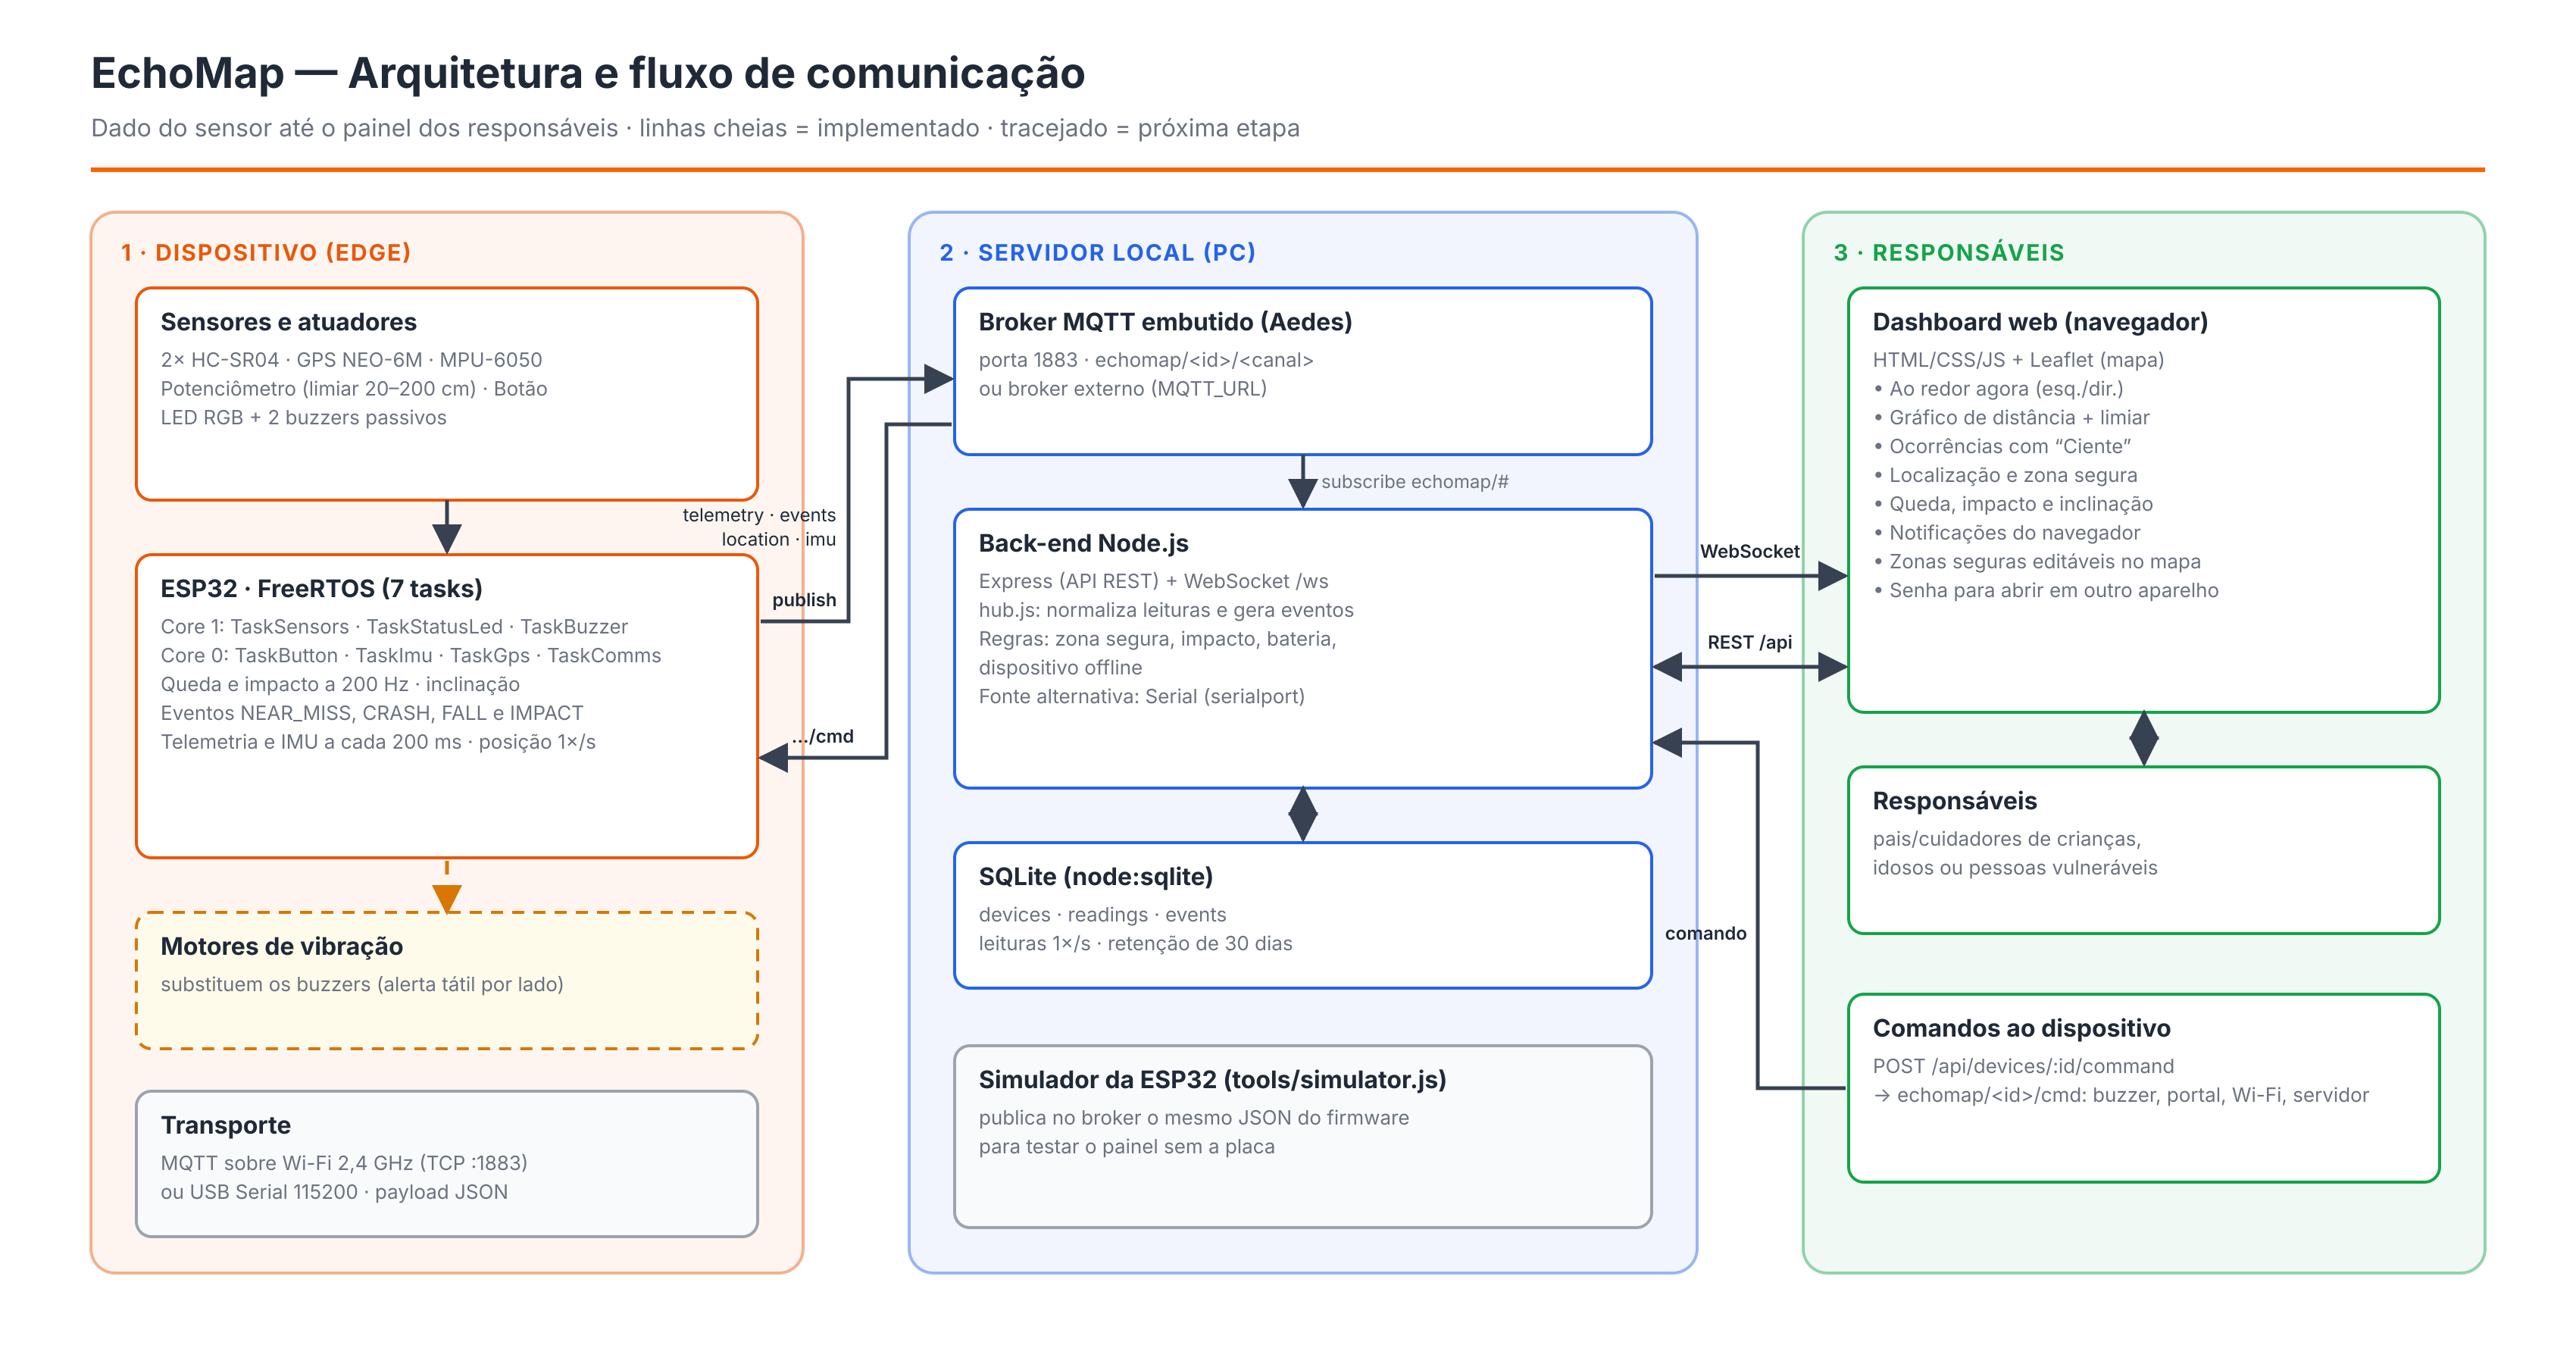 EchoMap — Arquitetura e fluxo de comunicação
Dado do sensor até o painel dos responsáveis · linhas cheias = implementado · tracejado = próxima etapa
1 · DISPOSITIVO (EDGE)
Sensores e atuadores
2× HC-SR04 · GPS NEO-6M · MPU-6050
Potenciômetro (limiar 20–200 cm) · Botão
LED RGB + 2 buzzers passivos
telemetry · events
location · imu
publish
…/cmd
ESP32 · FreeRTOS (7 tasks)
Core 1: TaskSensors · TaskStatusLed · TaskBuzzer
Core 0: TaskButton · TaskImu · TaskGps · TaskComms
Queda e impacto a 200 Hz · inclinação
Eventos NEAR_MISS, CRASH, FALL e IMPACT
Telemetria e IMU a cada 200 ms · posição 1×/s
Motores de vibração
substituem os buzzers (alerta tátil por lado)
Transporte
MQTT sobre Wi-Fi 2,4 GHz (TCP :1883)
ou USB Serial 115200 · payload JSON
2 · SERVIDOR LOCAL (PC)
Broker MQTT embutido (Aedes)
porta 1883 · echomap/<id>/<canal>
ou broker externo (MQTT_URL)
subscribe echomap/#
Back-end Node.js
Express (API REST) + WebSocket /ws
hub.js: normaliza leituras e gera eventos
Regras: zona segura, impacto, bateria,
dispositivo offline
Fonte alternativa: Serial (serialport)
SQLite (node:sqlite)
devices · readings · events
leituras 1×/s · retenção de 30 dias
Simulador da ESP32 (tools/simulator.js)
publica no broker o mesmo JSON do firmware
para testar o painel sem a placa
WebSocket
REST /api
comando
3 · RESPONSÁVEIS
Dashboard web (navegador)
HTML/CSS/JS + Leaflet (mapa)
• Ao redor agora (esq./dir.)
• Gráfico de distância + limiar
• Ocorrências com “Ciente”
• Localização e zona segura
• Queda, impacto e inclinação
• Notificações do navegador
• Zonas seguras editáveis no mapa
• Senha para abrir em outro aparelho
Responsáveis
pais/cuidadores de crianças,
idosos ou pessoas vulneráveis
Comandos ao dispositivo
POST /api/devices/:id/command
→ echomap/<id>/cmd: buzzer, portal, Wi-Fi, servidor